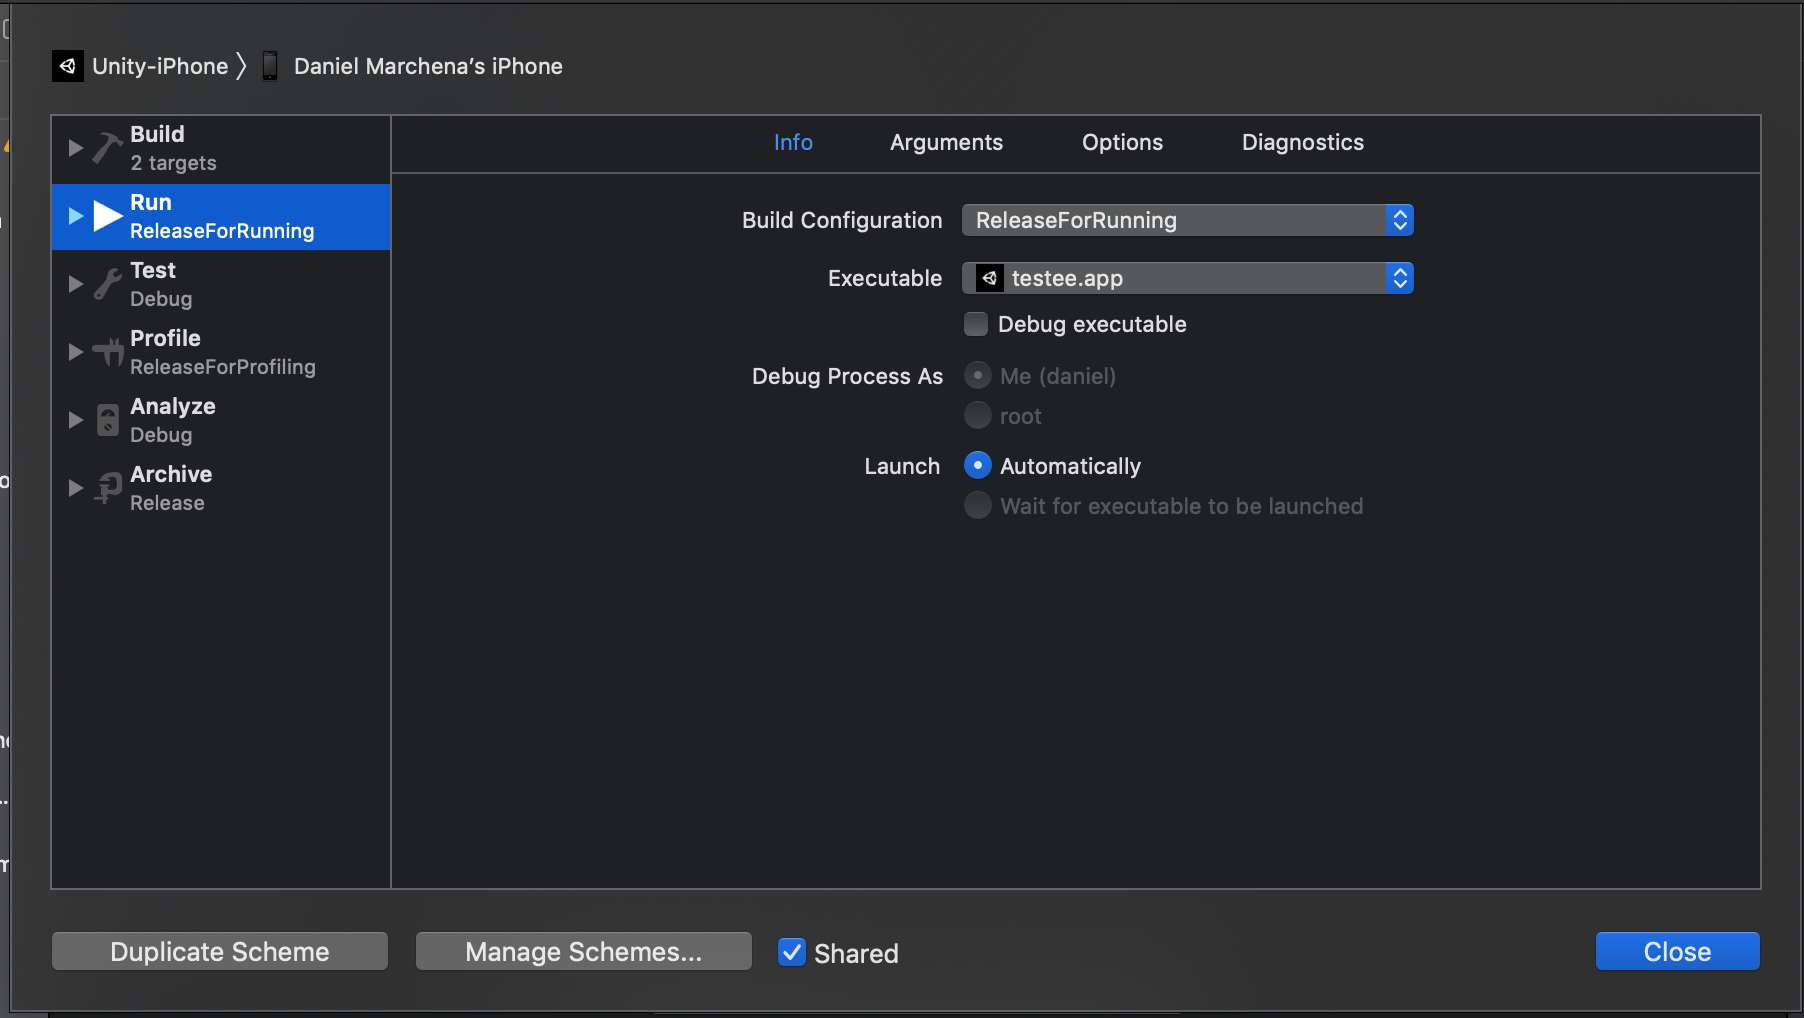 Unity-iPhone 〉 Daniel Marchena’s iPhone
Build
2 targets
Run
ReleaseForRunning
Test
Debug
Profile
ReleaseForProfiling
Analyze
Debug
Archive
Release
Info Arguments Options Diagnostics
Build Configuration ReleaseForRunning
Executable testee.app
Debug executable
Debug Process As Me (daniel)
root
Launch Automatically
Wait for executable to be launched
Duplicate Scheme Manage Schemes... Shared Close